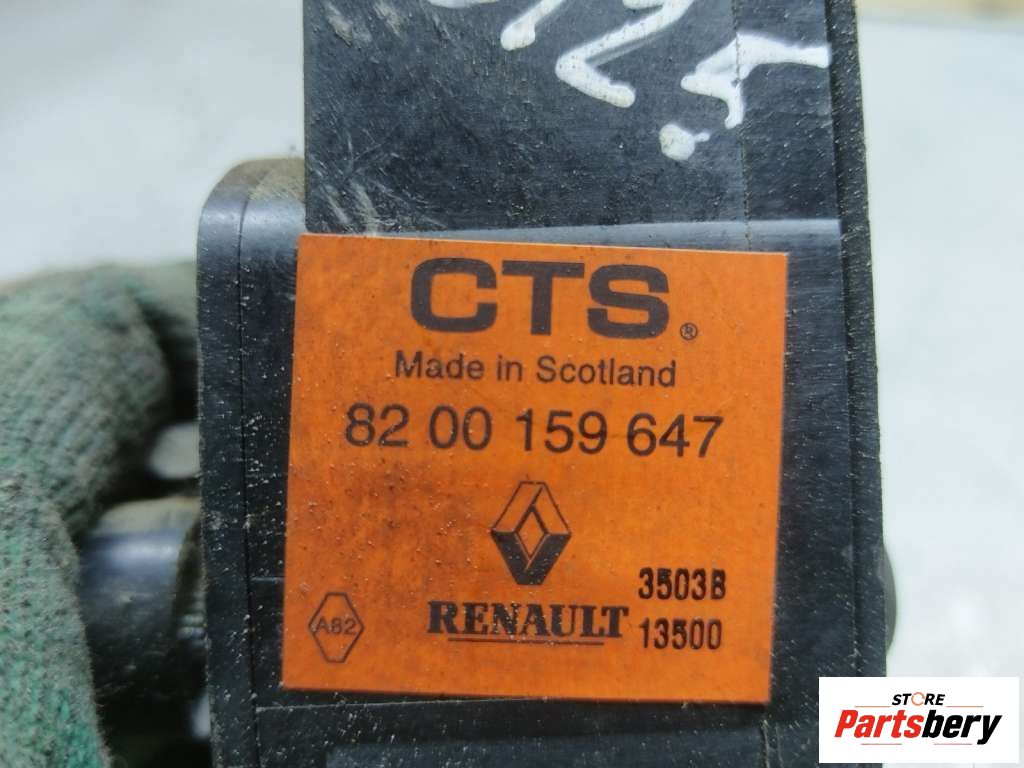 CTS®
Made in Scotland
82 00 159 647
3503B
RENAULT 13500
A82
STORE
Partsbery